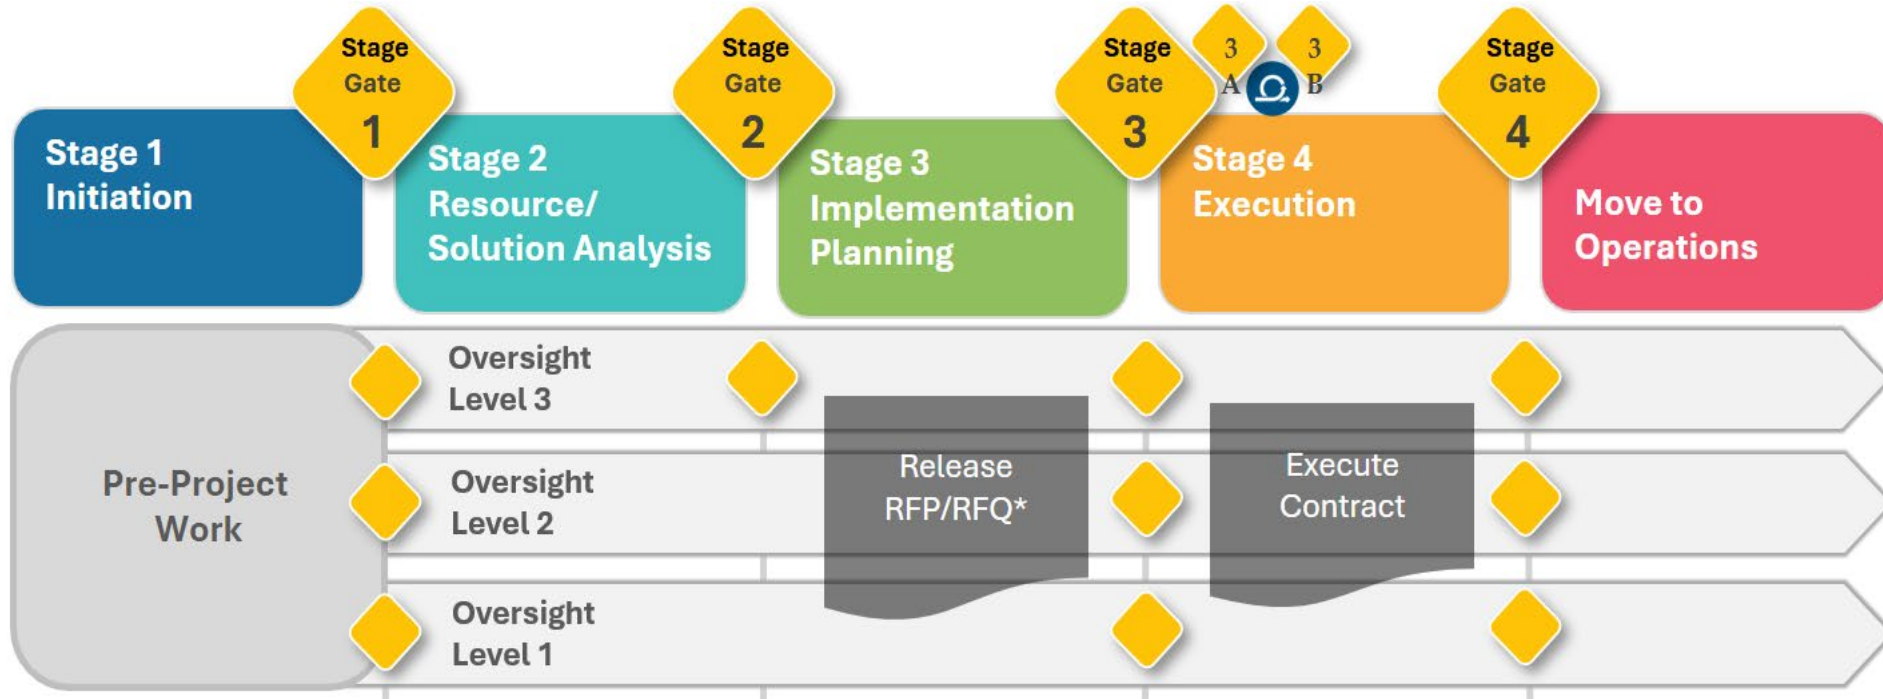 Stage
Gate
1
Stage
Gate
2
Stage
Gate
3
3
A
3
B
Stage
Gate
4
Stage 1
Initiation
Stage 2
Resource/
Solution Analysis
Stage 3
Implementation
Planning
Stage 4
Execution
Move to
Operations
Pre-Project
Work
Oversight
Level 3
Oversight
Level 2
Oversight
Level 1
Release
RFP/RFQ*
Execute
Contract